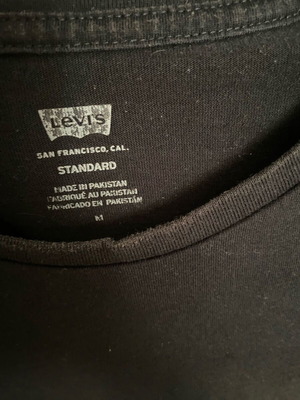 Levi's
SAN FRANCISCO, CAL.
STANDARD
MADE IN PAKISTAN
FABRIQUÉ AU PAKISTAN
FABRICADO EN PAKISTÁN
M